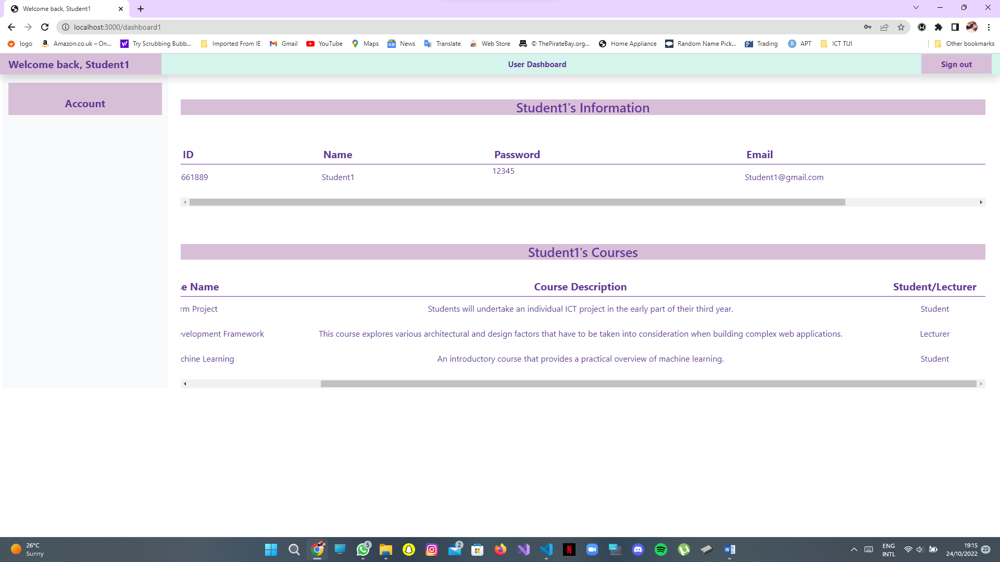 Welcome back, Student1
localhost:3000/dashboard1
logo
Amazon.co.uk – On...
Try Scrubbing Bubb...
Imported From IE
Gmail
YouTube
Maps
News
Translate
Web Store
© ThePirateBay.org...
Home Appliance
Random Name Pick...
Trading
APT
ICT TUI
Other bookmarks
Welcome back, Student1
User Dashboard
Sign out
Account
Student1's Information
ID Name Password Email
661889 Student1 12345 Student1@gmail.com
Student1's Courses
se Name Course Description Student/Lecturer
rm Project Students will undertake an individual ICT project in the early part of their third year. Student
evelopment Framework This course explores various architectural and design factors that have to be taken into consideration when building complex web applications. Lecturer
chine Learning An introductory course that provides a practical overview of machine learning. Student
26°C
Sunny
5
2
ENG
INTL
19:15
24/10/2022
20